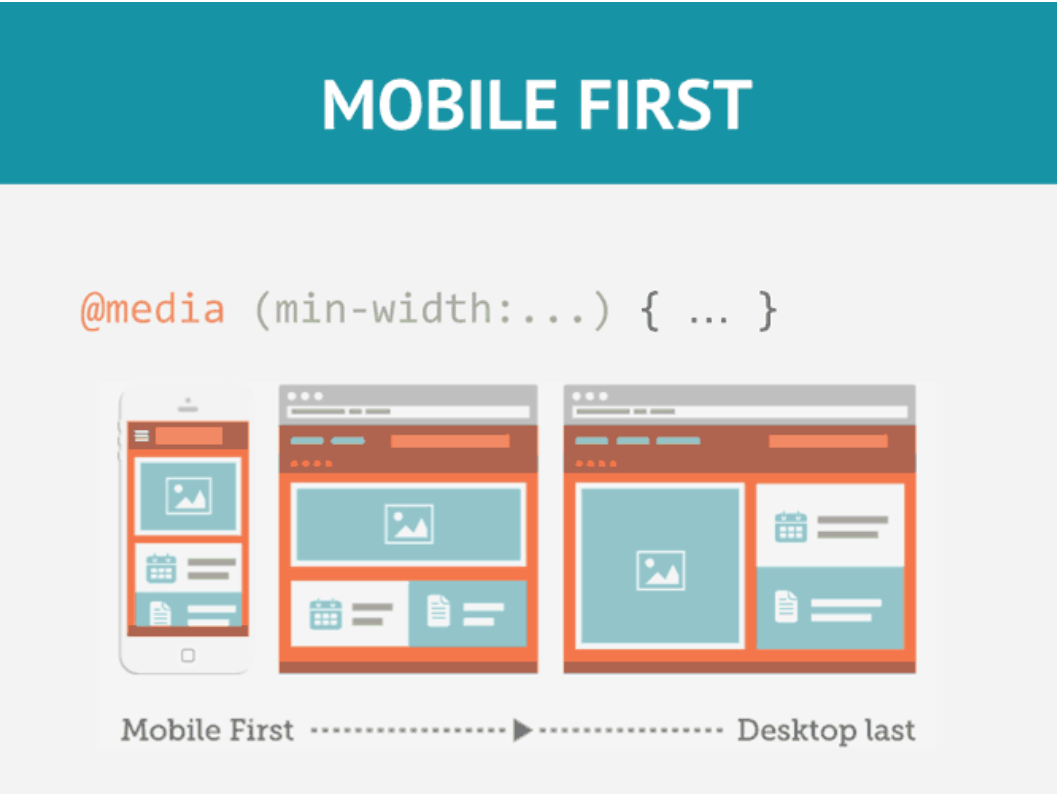 MOBILE FIRST
@media (min-width:...) { ... }
Mobile First
Desktop last